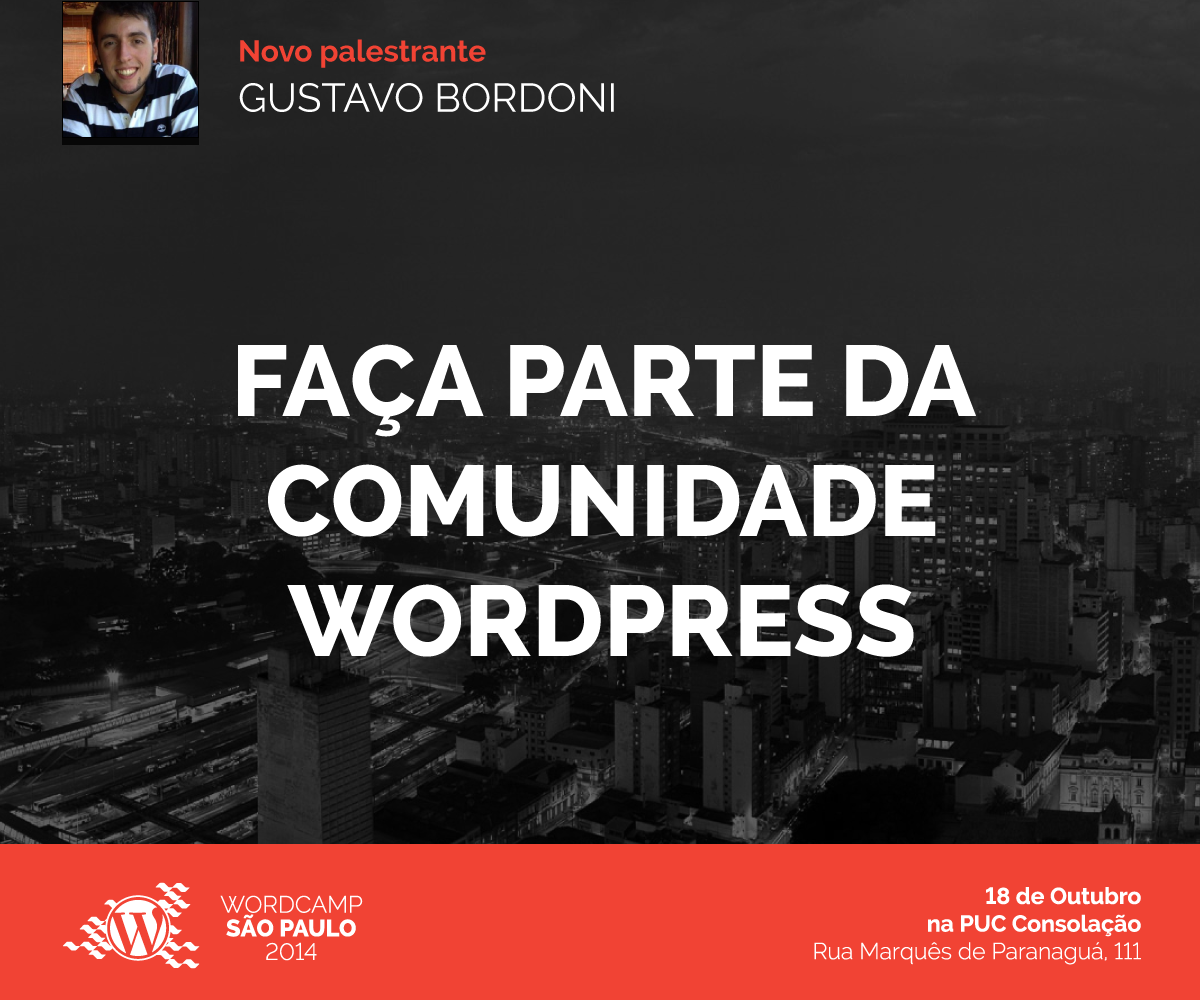 Novo palestrante
GUSTAVO BORDONI
FAÇA PARTE DA
COMUNIDADE
WORDPRESS
WORDCAMP
SÃO PAULO
2014
18 de Outubro
na PUC Consolação
Rua Marquês de Paranaguá, 111